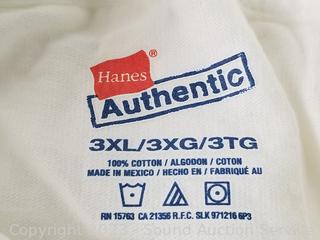 Hanes®
Authentic
3XL/3XG/3TG
100% COTTON / ALGODON / COTON
MADE IN MEXICO / HECHO EN / FABRIQUÉ AU
RN 15763 CA 21356 R.F.C. SLK 971216 6P3
Copyright 2023 - Sound Auction Service